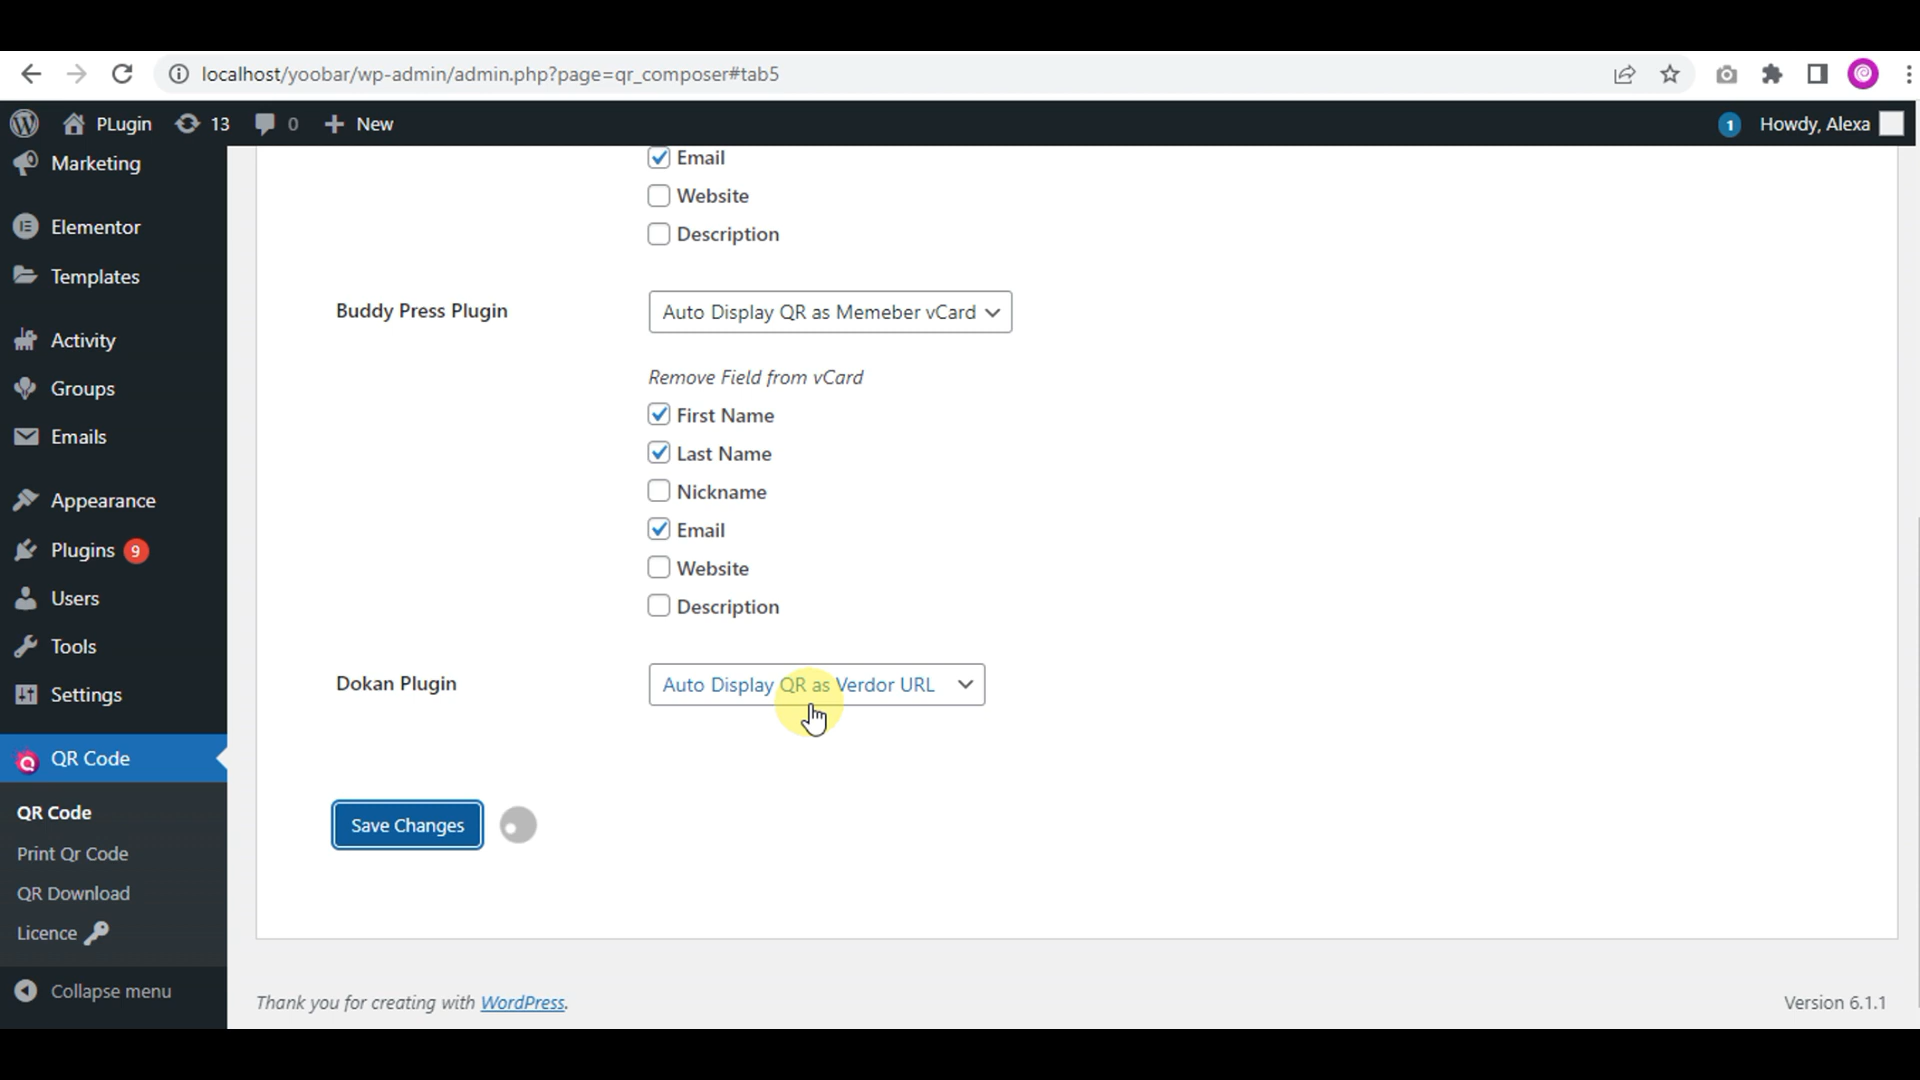 localhost/yoobar/wp-admin/admin.php?page=qr_composer#tab5
PLugin
13
0
New
1
Howdy, Alexa
Marketing
Elementor
Templates
Activity
Groups
Emails
Appearance
Plugins 9
Users
Tools
Settings
QR Code
QR Code
Print Qr Code
QR Download
Licence
Collapse menu
Email
Website
Description
Buddy Press Plugin
Auto Display QR as Memeber vCard
Remove Field from vCard
First Name
Last Name
Nickname
Email
Website
Description
Dokan Plugin
Auto Display QR as Verdor URL
Save Changes
Thank you for creating with WordPress.
Version 6.1.1